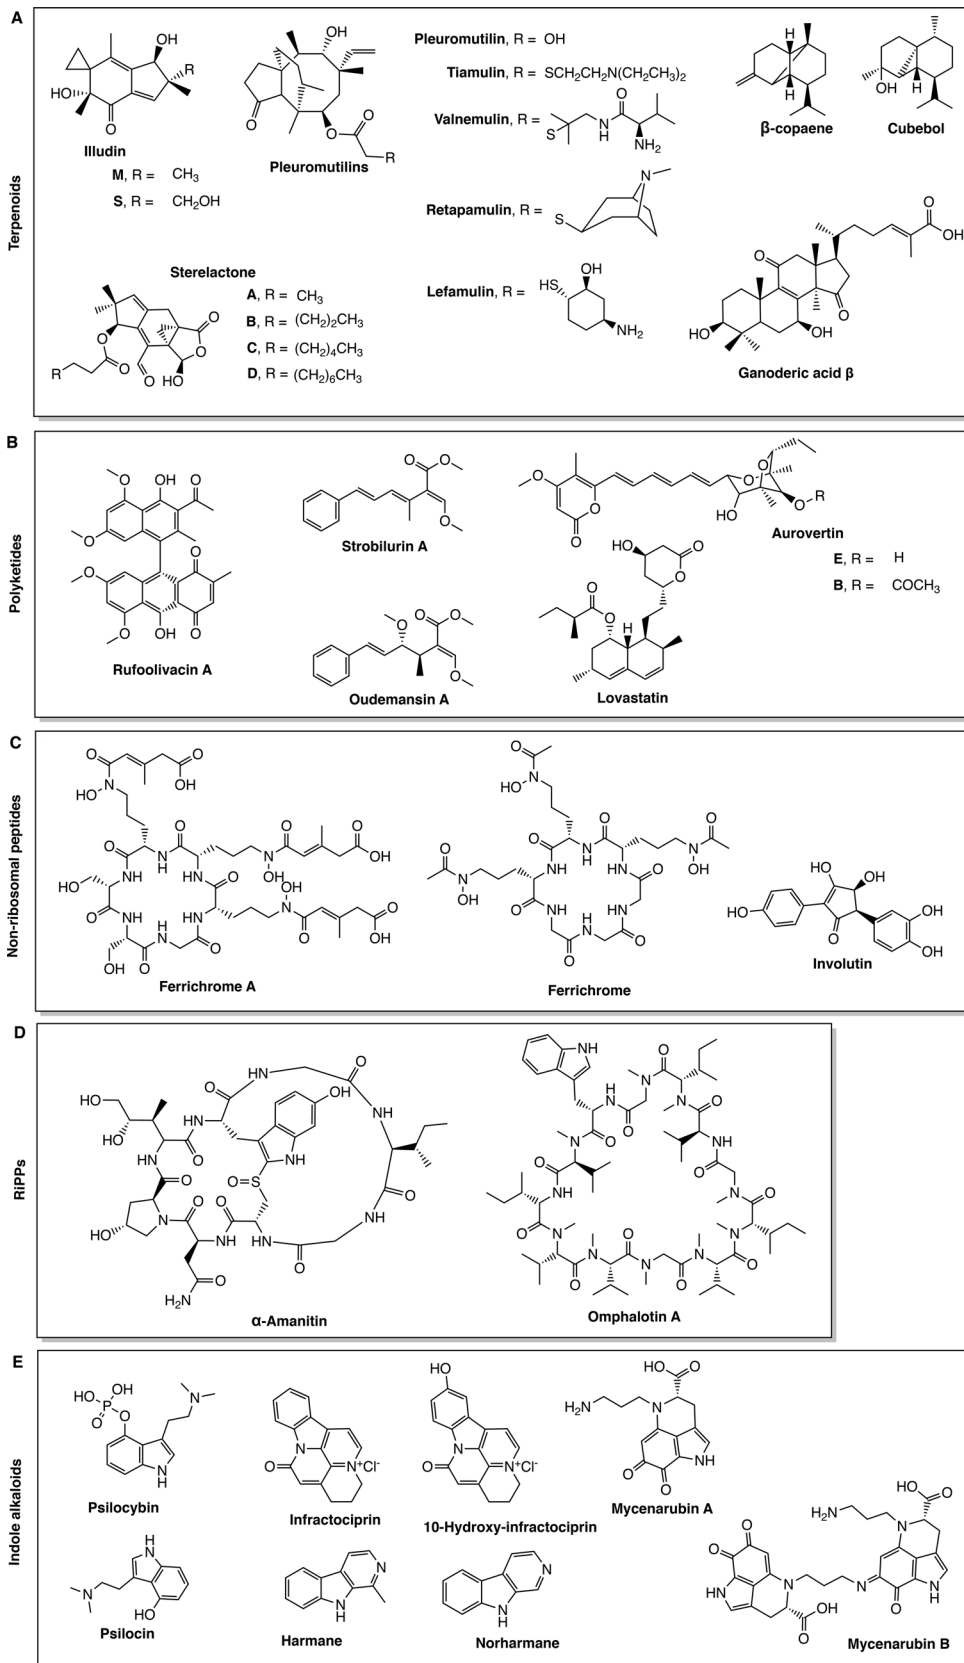 A
Terpenoids
Illudin
M, R = CH₃
S, R = CH₂OH
Pleuromutilins
Pleuromutilin, R = OH
Tiamulin, R = SCH₂CH₂N(CH₂CH₃)₂
Valnemulin, R =
Retapamulin, R =
Lefamulin, R =
β-copaene
Cubebol
Sterelactone
A, R = CH₃
B, R = (CH₂)₂CH₃
C, R = (CH₂)₄CH₃
D, R = (CH₂)₆CH₃
Ganoderic acid β
B
Polyketides
Rufoolivacin A
Strobilurin A
Oudemansin A
Aurovertin
E, R = H
B, R = COCH₃
Lovastatin
C
Non-ribosomal peptides
Ferrichrome A
Ferrichrome
Involutin
D
RiPPs
α-Amanitin
Omphalotin A
E
Indole alkaloids
Psilocybin
Infractociprin
10-Hydroxy-infractociprin
Mycenarubin A
Psilocin
Harmane
Norharmane
Mycenarubin B